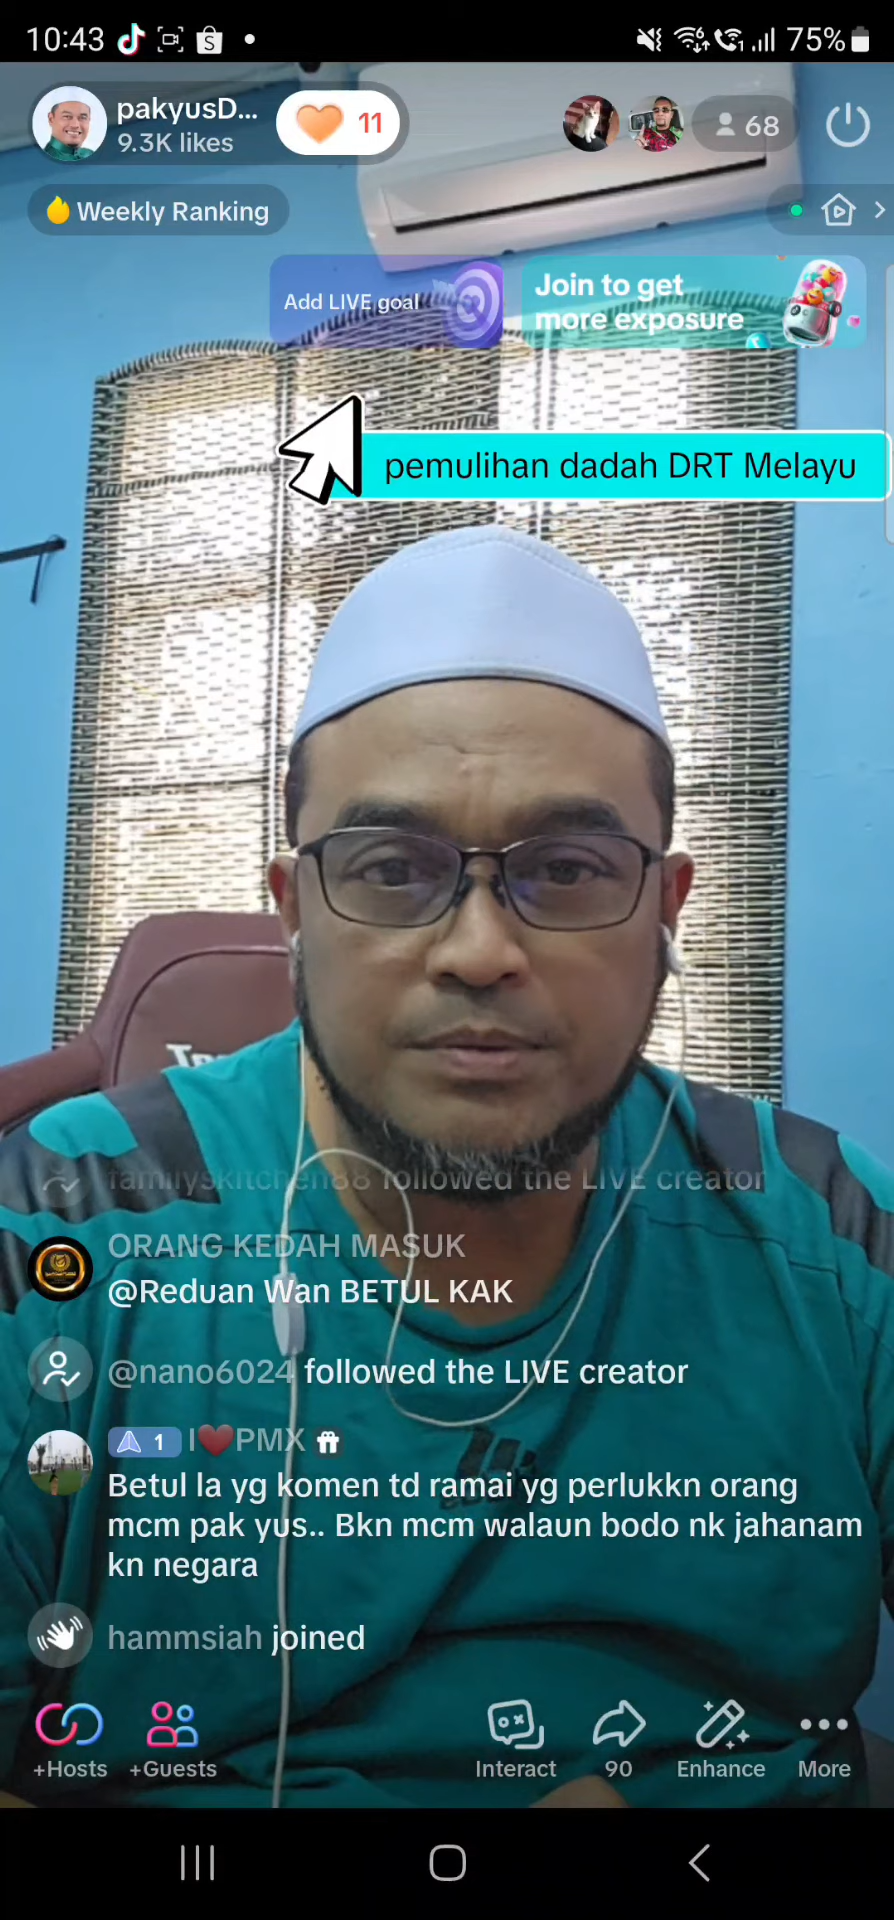 10:43
75%
pakyusD...
11
9.3K likes
68
Weekly Ranking
Add LIVE goal
Join to get
more exposure
pemulihan dadah DRT Melayu
familyskitchen88 followed the LIVE creator
ORANG KEDAH MASUK
@Reduan Wan BETUL KAK
@nano6024 followed the LIVE creator
1 I❤️PMX
Betul la yg komen td ramai yg perlukkn orang
mcm pak yus.. Bkn mcm walaun bodo nk jahanam
kn negara
hammsiah joined
+Hosts
+Guests
Interact
90
Enhance
More